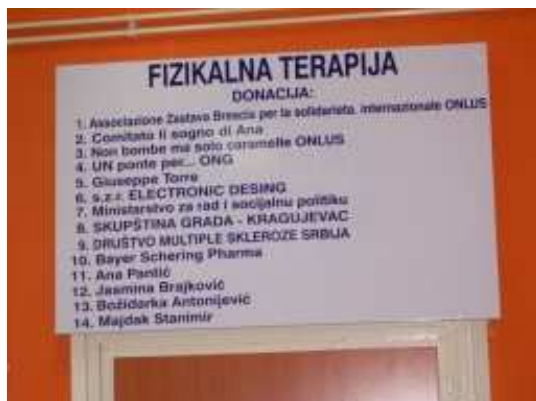 FIZIKALNA TERAPIJA
DONACIJA:
1. Associazione Zastava Brescia per la solidarieta. internazionale ONLUS
2. Comitato Il sogno di Ana
3. Non bombe ma solo caramelle ONLUS
4. UN ponte per... ONG
5. Giuseppe Torre
6. s.z.r. ELECTRONIC DESING
7. Ministarstvo za rad i socijalnu politiku
8. SKUPŠTINA GRADA - KRAGUJEVAC
9. DRUŠTVO MULTIPLE SKLEROZE SRBIJA
10. Bayer Schering Pharma
11. Ana Pantić
12. Jasmina Brajković
13. Božidarka Antonijević
14. Majdak Stanimir